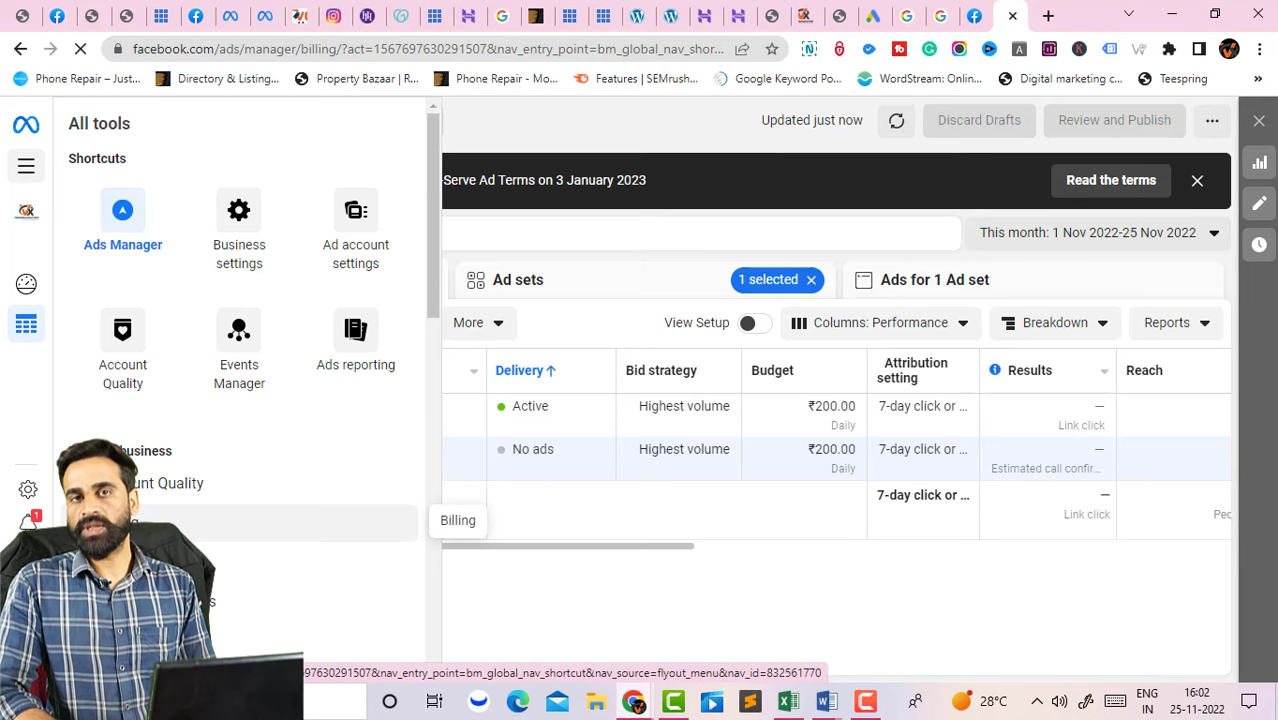 facebook.com/ads/manager/billing/?act=1567697630291507&nav_entry_point=bm_global_nav_shor...
Phone Repair – Just...
Directory & Listing...
Property Bazaar | R...
Phone Repair - Mo...
Features | SEMrush...
Google Keyword Po...
WordStream: Onlin...
Digital marketing c...
Teespring
All tools
Updated just now
Discard Drafts
Review and Publish
Shortcuts
Serve Ad Terms on 3 January 2023
Read the terms
Ads Manager
Business settings
Ad account settings
This month: 1 Nov 2022-25 Nov 2022
Ad sets
1 selected
Ads for 1 Ad set
More
View Setup
Columns: Performance
Breakdown
Reports
Account Quality
Events Manager
Ads reporting
Delivery ↑
Bid strategy
Budget
Attribution setting
Results
Reach
Active
Highest volume
₹200.00
Daily
7-day click or ...
—
Link click
No ads
Highest volume
₹200.00
Daily
7-day click or ...
—
Estimated call confir...
7-day click or ...
—
Link click
Peo
business
unt Quality
1
Billing
s
97630291507&nav_entry_point=bm_global_nav_shortcut&nav_source=flyout_menu&nav_id=832561770
28°C
ENG
IN
16:02
25-11-2022